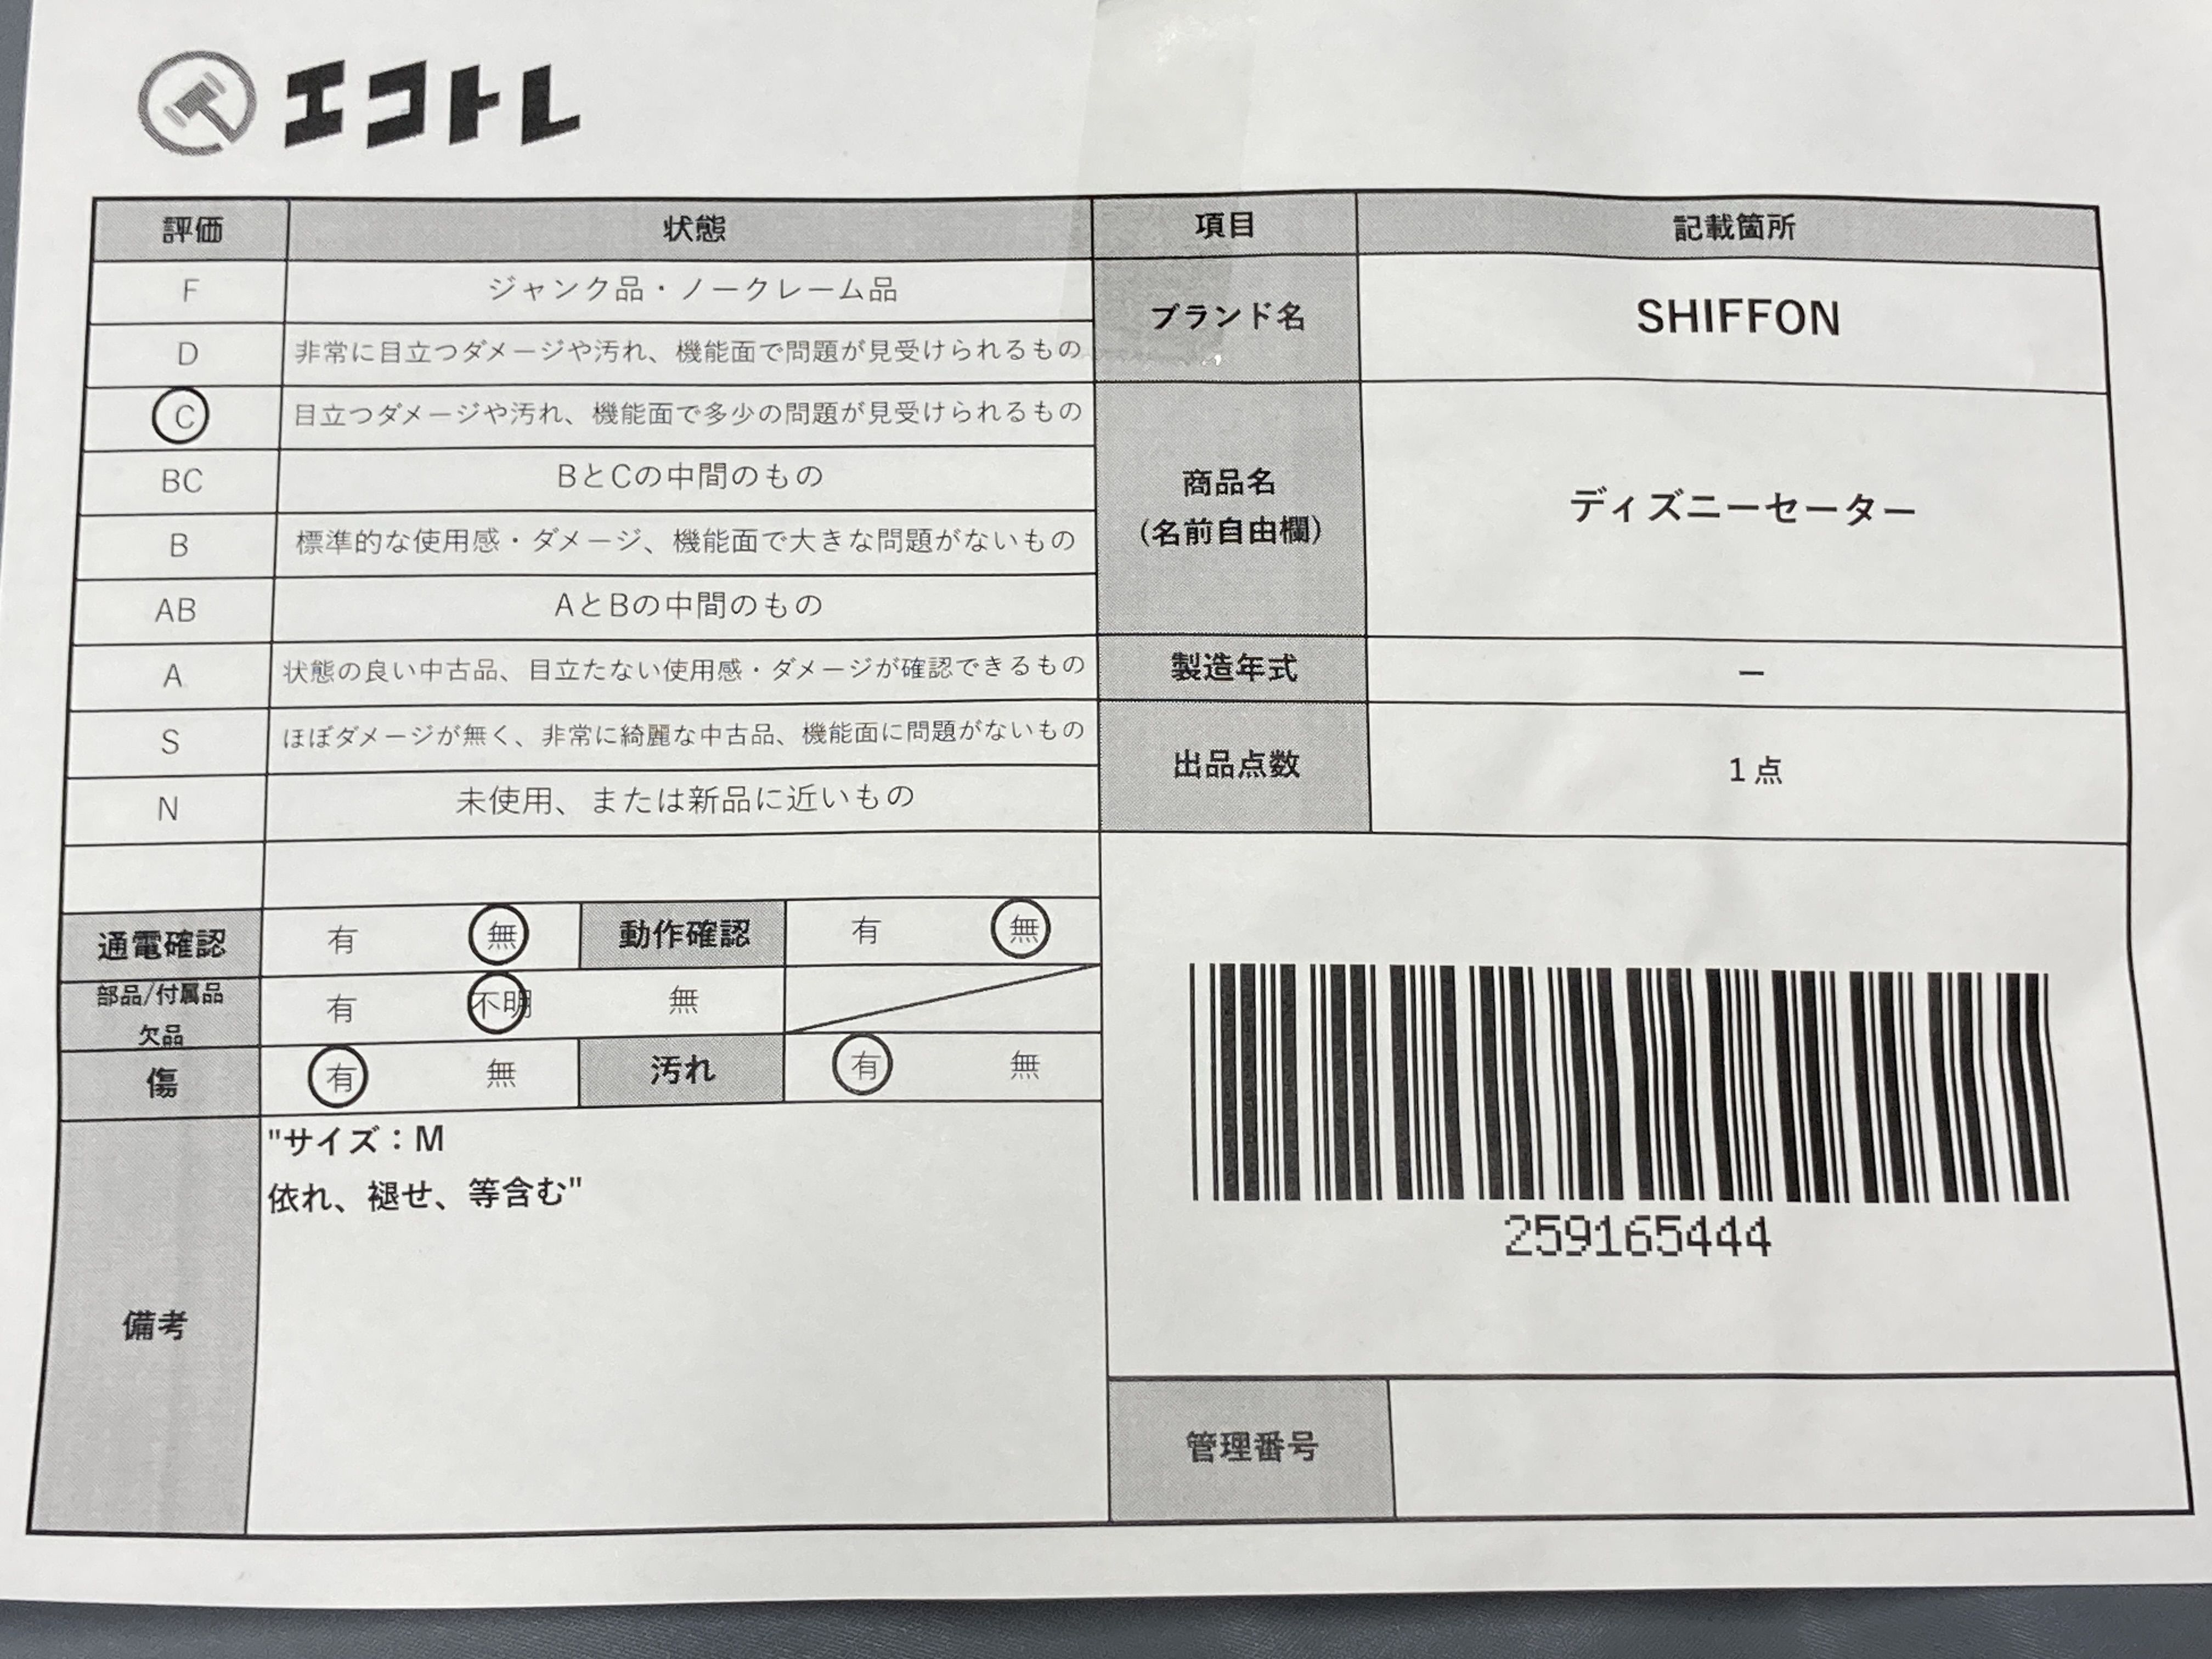 エコトレ
評価 状態 項目 記載箇所
F ジャンク品・ノークレーム品
D 非常に目立つダメージや汚れ、機能面で問題が見受けられるもの
ブランド名 SHIFFON
C 目立つダメージや汚れ、機能面で多少の問題が見受けられるもの
BC BとCの中間のもの
B 標準的な使用感・ダメージ、機能面で大きな問題がないもの
AB AとBの中間のもの
商品名
(名前自由欄)
ディズニーセーター
A 状態の良い中古品、目立たない使用感・ダメージが確認できるもの
製造年式 ー
S ほぼダメージが無く、非常に綺麗な中古品、機能面に問題がないもの
N 未使用、または新品に近いもの
出品点数 1点
通電確認 有 無 動作確認 有 無
部品/付属品
欠品
有 不明 無
傷 有 無 汚れ 有 無
備考
"サイズ：M
依れ、褪せ、等含む"
259165444
管理番号